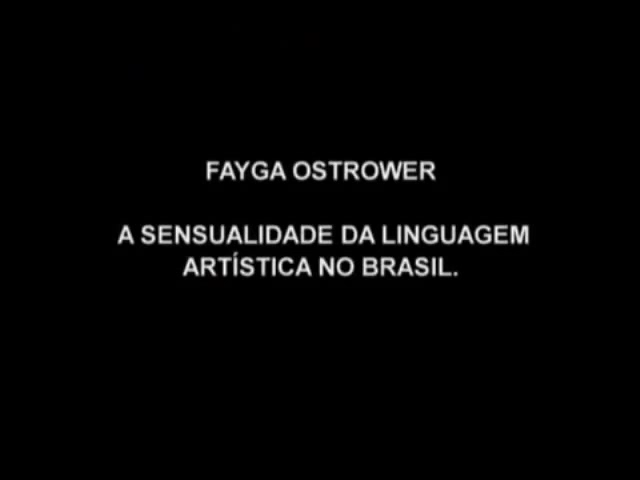 FAYGA OSTROWER
A SENSUALIDADE DA LINGUAGEM
ARTÍSTICA NO BRASIL.